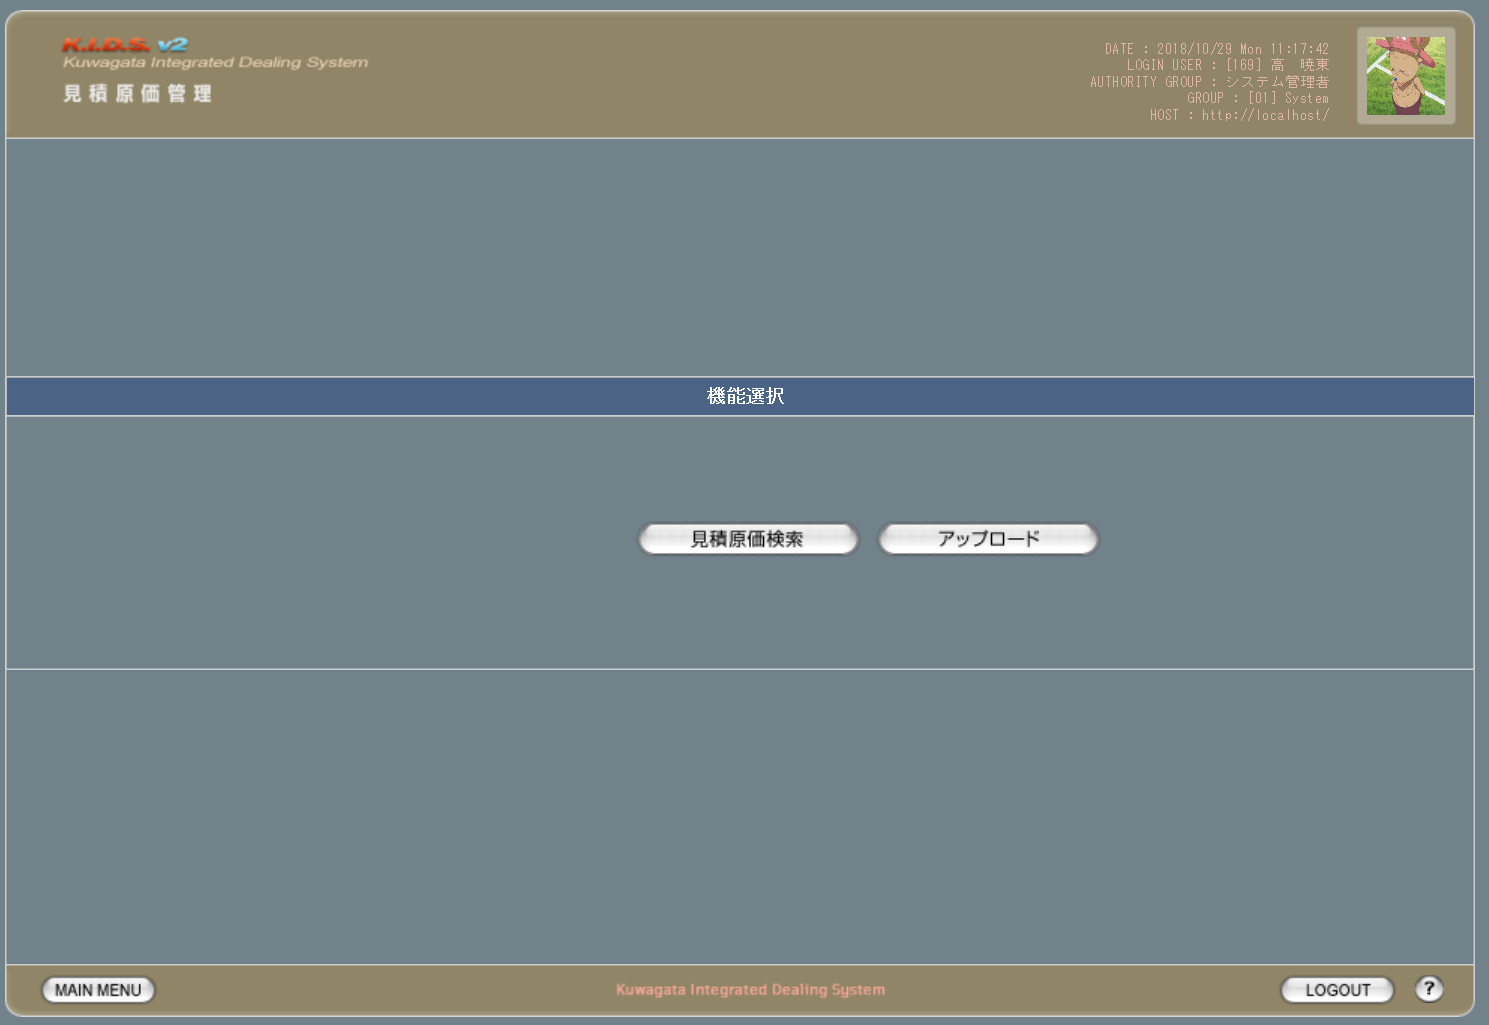 K.I.D.S. v2
Kuwagata Integrated Dealing System
見積原価管理
DATE : 2018/10/29 Mon 11:17:42
LOGIN USER : [169] 高　暁東
AUTHORITY GROUP : システム管理者
GROUP : [01] System
HOST : http://localhost/
機能選択
見積原価検索 アップロード
MAIN MENU Kuwagata Integrated Dealing System LOGOUT ?